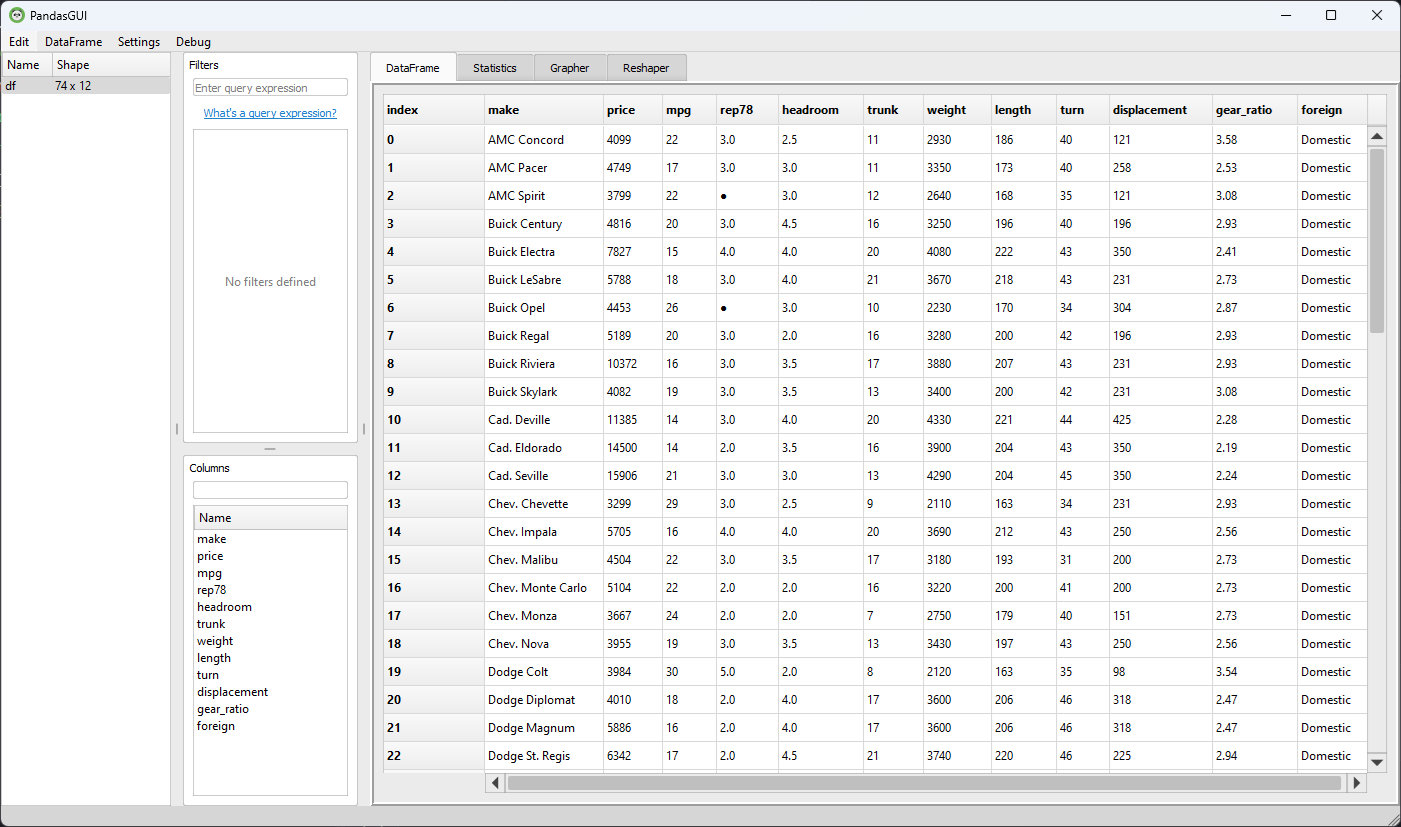 PandasGUI
Edit DataFrame Settings Debug
Name Shape
df 74 x 12
Filters
Enter query expression
What's a query expression?
No filters defined
Columns
Name
make
price
mpg
rep78
headroom
trunk
weight
length
turn
displacement
gear_ratio
foreign
DataFrame Statistics Grapher Reshaper
index make price mpg rep78 headroom trunk weight length turn displacement gear_ratio foreign
0 AMC Concord 4099 22 3.0 2.5 11 2930 186 40 121 3.58 Domestic
1 AMC Pacer 4749 17 3.0 3.0 11 3350 173 40 258 2.53 Domestic
2 AMC Spirit 3799 22 ● 3.0 12 2640 168 35 121 3.08 Domestic
3 Buick Century 4816 20 3.0 4.5 16 3250 196 40 196 2.93 Domestic
4 Buick Electra 7827 15 4.0 4.0 20 4080 222 43 350 2.41 Domestic
5 Buick LeSabre 5788 18 3.0 4.0 21 3670 218 43 231 2.73 Domestic
6 Buick Opel 4453 26 ● 3.0 10 2230 170 34 304 2.87 Domestic
7 Buick Regal 5189 20 3.0 2.0 16 3280 200 42 196 2.93 Domestic
8 Buick Riviera 10372 16 3.0 3.5 17 3880 207 43 231 2.93 Domestic
9 Buick Skylark 4082 19 3.0 3.5 13 3400 200 42 231 3.08 Domestic
10 Cad. Deville 11385 14 3.0 4.0 20 4330 221 44 425 2.28 Domestic
11 Cad. Eldorado 14500 14 2.0 3.5 16 3900 204 43 350 2.19 Domestic
12 Cad. Seville 15906 21 3.0 3.0 13 4290 204 45 350 2.24 Domestic
13 Chev. Chevette 3299 29 3.0 2.5 9 2110 163 34 231 2.93 Domestic
14 Chev. Impala 5705 16 4.0 4.0 20 3690 212 43 250 2.56 Domestic
15 Chev. Malibu 4504 22 3.0 3.5 17 3180 193 31 200 2.73 Domestic
16 Chev. Monte Carlo 5104 22 2.0 2.0 16 3220 200 41 200 2.73 Domestic
17 Chev. Monza 3667 24 2.0 2.0 7 2750 179 40 151 2.73 Domestic
18 Chev. Nova 3955 19 3.0 3.5 13 3430 197 43 250 2.56 Domestic
19 Dodge Colt 3984 30 5.0 2.0 8 2120 163 35 98 3.54 Domestic
20 Dodge Diplomat 4010 18 2.0 4.0 17 3600 206 46 318 2.47 Domestic
21 Dodge Magnum 5886 16 2.0 4.0 17 3600 206 46 318 2.47 Domestic
22 Dodge St. Regis 6342 17 2.0 4.5 21 3740 220 46 225 2.94 Domestic